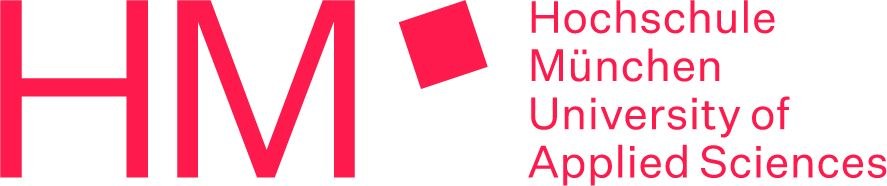 HM
Hochschule
München
University of
Applied Sciences